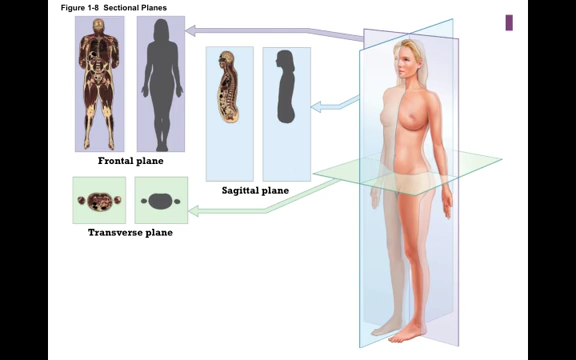 Figure 1-8 Sectional Planes
Frontal plane
Sagittal plane
Transverse plane